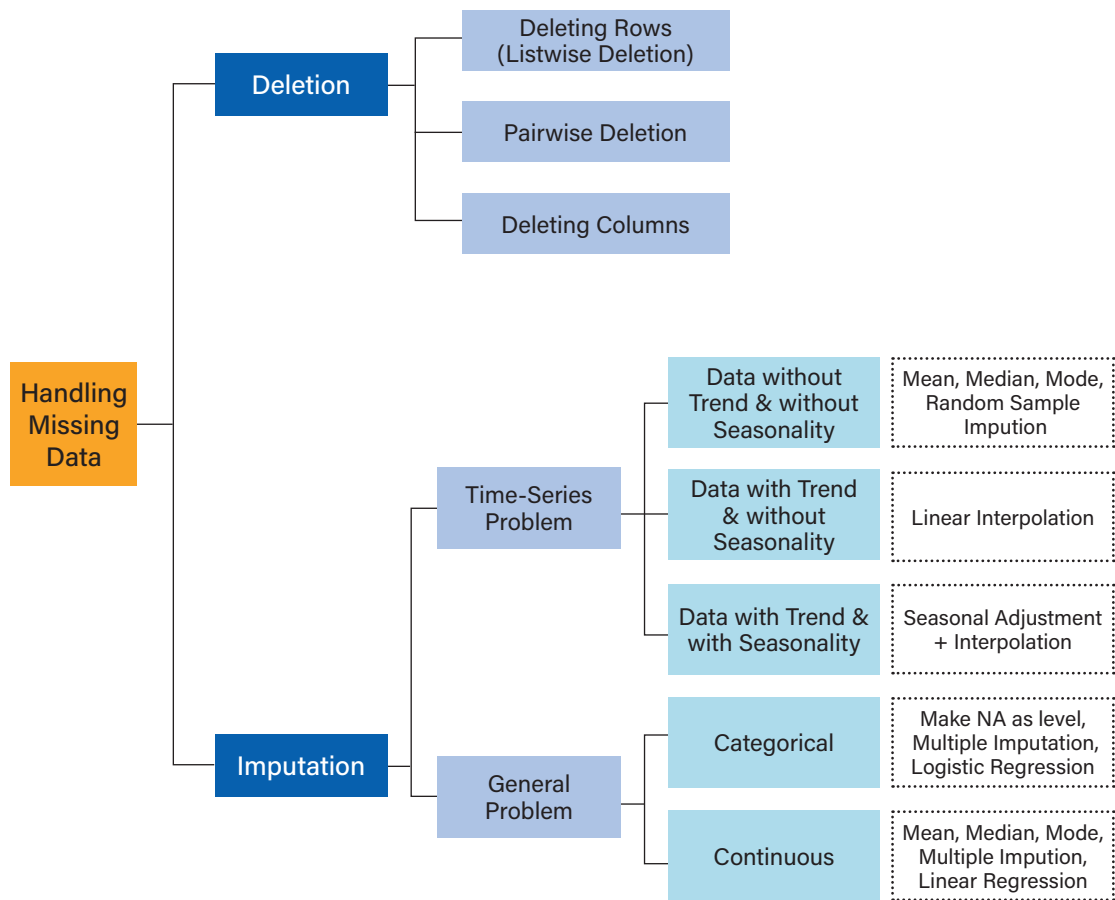 Deleting Rows
(Listwise Deletion)
Deletion
Pairwise Deletion
Deleting Columns
Handling
Missing
Data
Data without
Trend & without
Seasonality
Mean, Median, Mode,
Random Sample
Impution
Time-Series
Problem
Data with Trend
& without
Seasonality
Linear Interpolation
Data with Trend &
with Seasonality
Seasonal Adjustment
+ Interpolation
Imputation
General
Problem
Categorical
Make NA as level,
Multiple Imputation,
Logistic Regression
Continuous
Mean, Median, Mode,
Multiple Impution,
Linear Regression